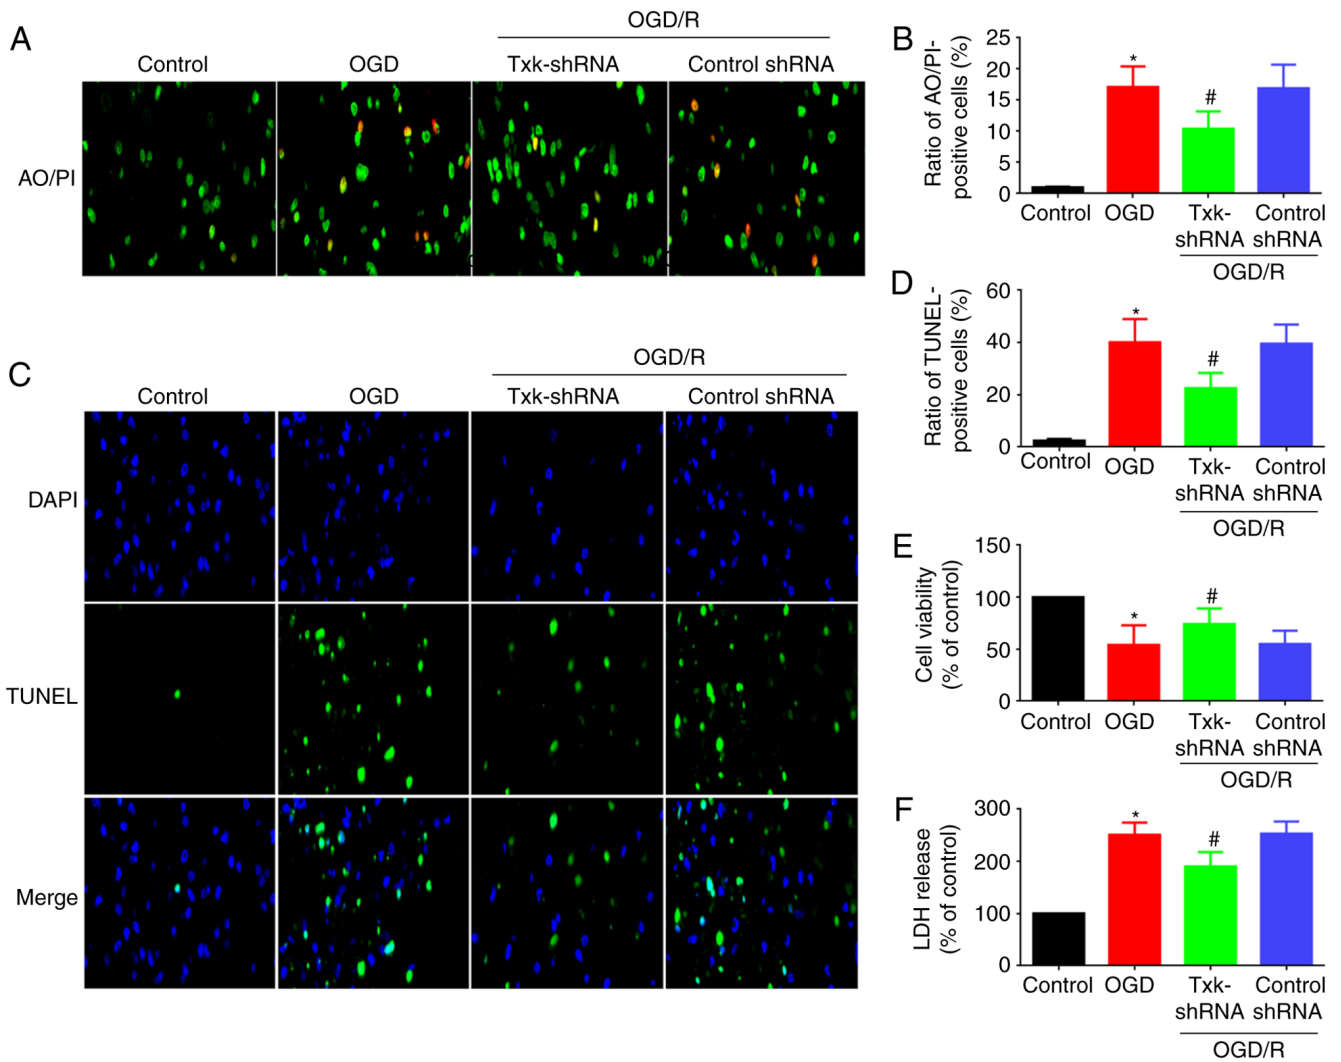 A
OGD/R
Control
OGD
Txk-shRNA
Control shRNA
AO/PI
B
Ratio of AO/PI-
positive cells (%)
25
20
15
10
5
0
*
#
Control
OGD
Txk-
shRNA
Control
shRNA
OGD/R
C
OGD/R
Control
OGD
Txk-shRNA
Control shRNA
DAPI
TUNEL
Merge
D
Ratio of TUNEL-
positive cells (%)
60
40
20
0
*
#
Control
OGD
Txk-
shRNA
Control
shRNA
OGD/R
E
Cell viability
(% of control)
150
100
50
0
*
#
Control
OGD
Txk-
shRNA
Control
shRNA
OGD/R
F
LDH release
(% of control)
300
200
100
0
*
#
Control
OGD
Txk-
shRNA
Control
shRNA
OGD/R